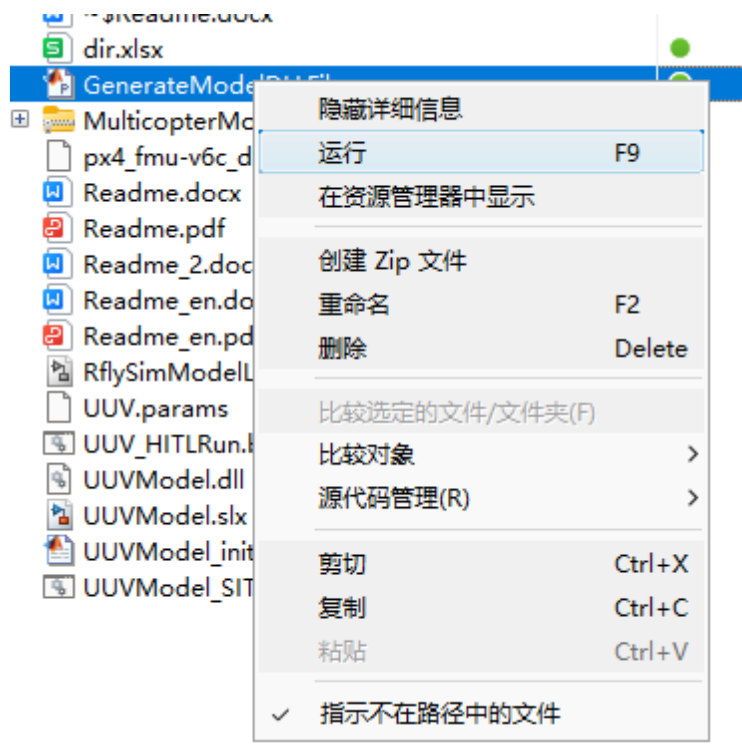 dir.xlsx
GenerateModel
MulticopterMo
px4_fmu-v6c_d
Readme.docx
Readme.pdf
Readme_2.doc
Readme_en.do
Readme_en.pd
RflySimModelL
UUV.params
UUV_HITLRun.b
UUVModel.dll
UUVModel.slx
UUVModel_init
UUVModel_SIT
隐藏详细信息
运行 F9
在资源管理器中显示
创建 Zip 文件
重命名 F2
删除 Delete
比较选定的文件/文件夹(F)
比较对象
源代码管理(R)
剪切 Ctrl+X
复制 Ctrl+C
粘贴 Ctrl+V
指示不在路径中的文件